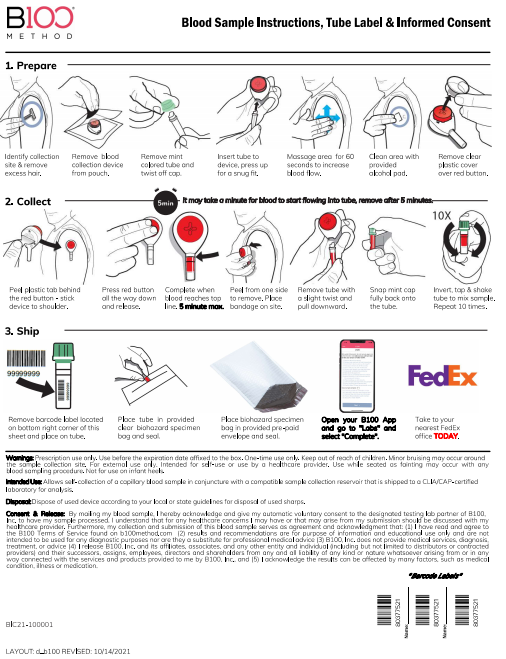 B100
METHOD
Blood Sample Instructions, Tube Label & Informed Consent
1. Prepare
Identify collection
site & remove
excess hair.
Remove blood
collection device
from pouch.
Remove mint
colored tube and
twist off cap.
Insert tube to
device, press up
for a snug fit.
Massage area for 60
seconds to increase
blood flow.
Clean area with
provided
alcohol pad.
Remove clear
plastic cover
over red button.
2. Collect
5min
It may take a minute for blood to start flowing into tube, remove after 5 minutes.
10X
Peel plastic tab behind
the red button - stick
device to shoulder.
Press red button
all the way down
and release.
Complete when
blood reaches top
line. 5 minute max.
Peel from one side
to remove. Place
bandage on site.
Remove tube with
a slight twist and
pull downward.
Snap mint cap
fully back onto
the tube.
Invert, tap & shake
tube to mix sample.
Repeat 10 times.
3. Ship
99999999
FedEx
Remove barcode label located
on bottom right corner of this
sheet and place on tube.
Place tube in provided
clear biohazard specimen
bag and seal.
Place biohazard specimen
bag in provided pre-paid
envelope and seal.
Open your B100 App
and go to "Labs" and
select "Complete".
Take to your
nearest FedEx
office TODAY.
Warnings: Prescription use only. Use before the expiration date affixed to the box. One-time use only. Keep out of reach of children. Minor bruising may occur around
the sample collection site. For external use only. Intended for self-use or use by a healthcare provider. Use while seated as fainting may occur with any
blood sampling procedure. Not for use on infant heels.
Intended Use: Allows self-collection of a capillary blood sample in conjuncture with a compatible sample collection reservoir that is shipped to a CLIA/CAP-certified
laboratory for analysis.
Disposal: Dispose of used device according to your local or state guidelines for disposal of used sharps.
Consent & Release: By mailing my blood sample, I hereby acknowledge and give my automatic voluntary consent to the designated testing lab partner of B100,
Inc, to have my sample processed. I understand that for any healthcare concerns I may have or that may arise from my submission should be discussed with my
healthcare provider. Furthermore, my collection and submission of this blood sample serves as agreement and acknowledgment that: (1) I have read and agree to
the B100 Terms of Service found on b100method.com (2) results and recommendations are for purpose of information and educational use only and are not
intended to be used for any diagnostic purposes nor are they a substitute for professional medical advice (3) B100, Inc. does not provide medical services, diagnosis,
treatment, or advice (4) I release B100, Inc, and its affiliates, associates, and any other entity and individual (including but not limited to distributors or contracted
providers) and their successors, assigns, employees, directors and shareholders from any and all liability of any kind or nature whatsoever arising from or in any
way connected with the services and products provided to me by B100, Inc., and (5) I acknowledge the results can be affected by many factors, such as medical
condition, illness or medication.
"Barcode Labels"
80377521
Name:
80377521
Name:
80377521
BIC21-100001
LAYOUT: d_b100 REVISED: 10/14/2021